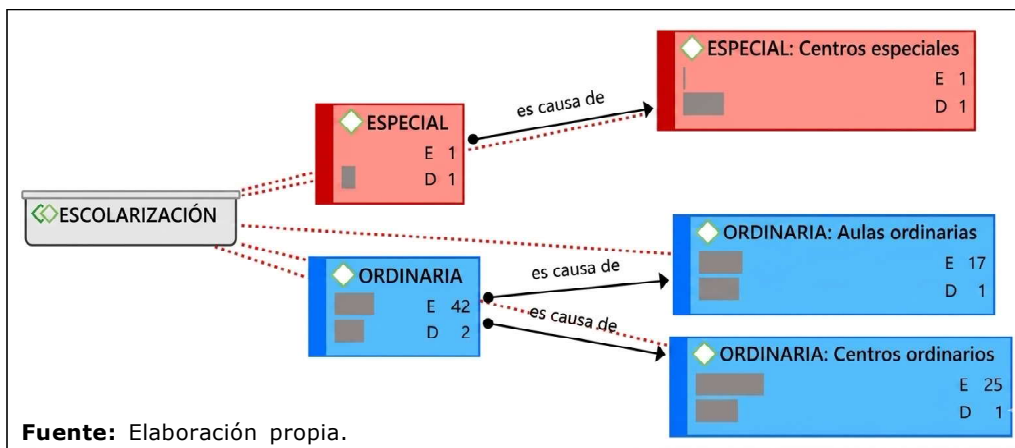 ESPECIAL: Centros especiales
E 1
D 1
es causa de
ESPECIAL
E 1
D 1
ESCOLARIZACIÓN
ORDINARIA: Aulas ordinarias
E 17
D 1
es causa de
ORDINARIA
E 42
D 2
es causa de
ORDINARIA: Centros ordinarios
E 25
D 1
Fuente: Elaboración propia.